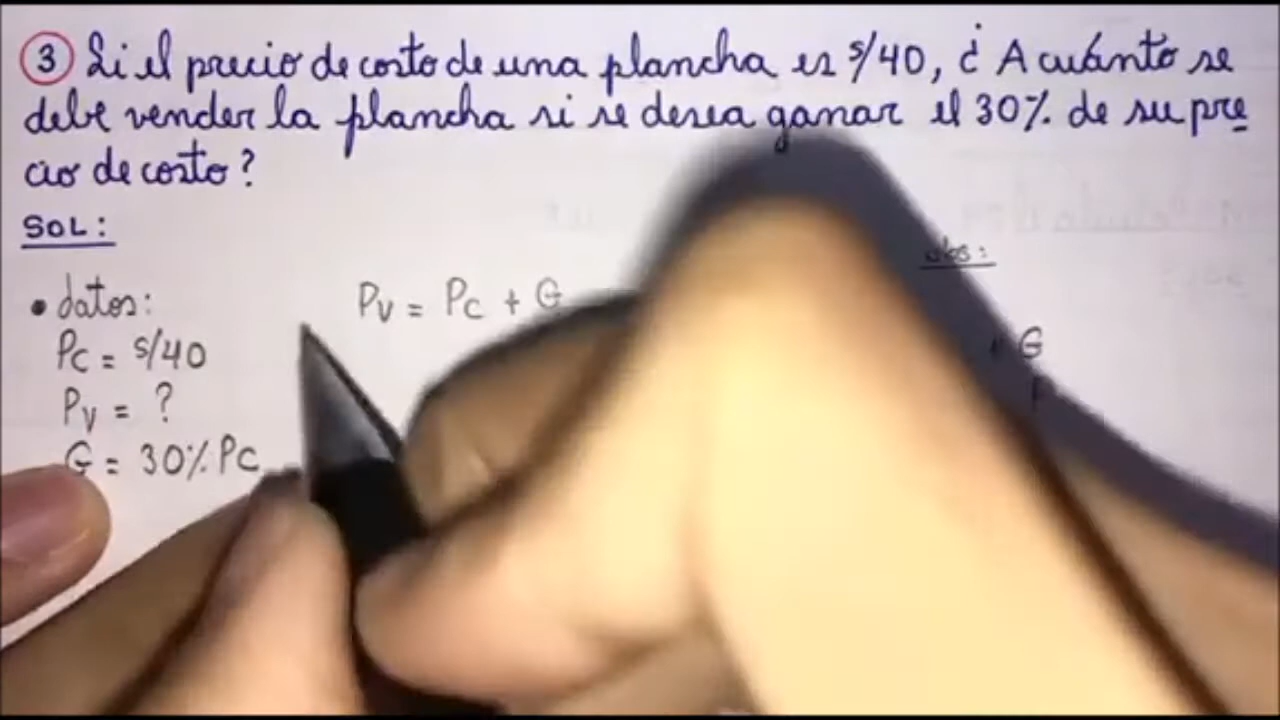 3 Si el precio de costo de una plancha es s/40, ¿ A cuánto se
debe vender la plancha si se desea ganar el 30% de su pre
cio de costo?
SOL:
• datos:
Pc = s/40
Pv = ?
G = 30% Pc
Pv = Pc + G
obs:
G